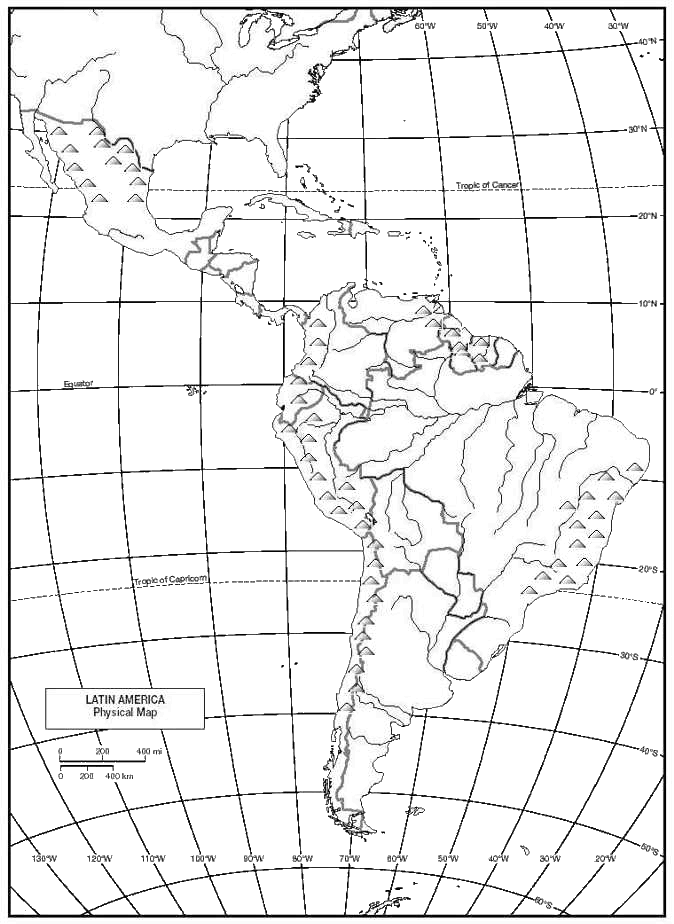 60°W 50°W 40°W 30°W
40°N
30°N
Tropic of Cancer
20°N
10°N
Equator
0°
20°S
Tropic of Capricorn
30°S
LATIN AMERICA
Physical Map
40°S
0 200 400 mi
0 200 400 km
50°S
130°W 120°W 110°W 100°W 90°W 80°W 70°W 60°W 50°W 40°W 30°W 20°W
60°S